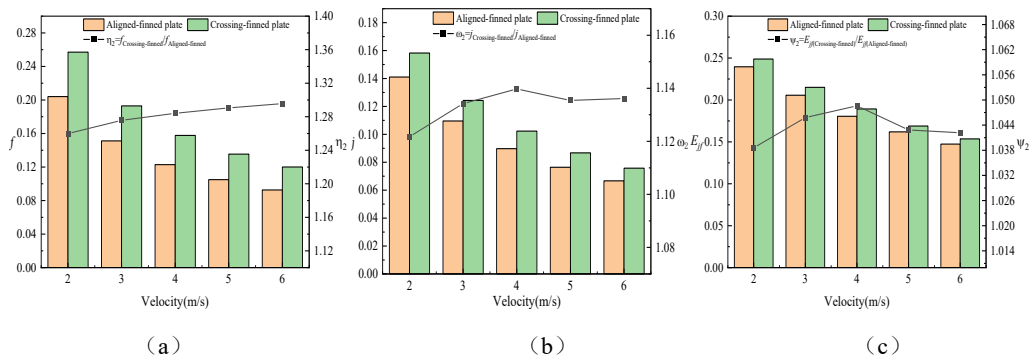 Aligned-finned plate
Crossing-finned plate
η2=fCrossing-finned/fAligned-finned
0.28
0.24
0.20
0.16
0.12
0.08
0.04
0.00
f
1.40
1.36
1.32
1.28
1.24
1.20
1.16
1.12
η2
2 3 4 5 6
Velocity(m/s)
(a)
Aligned-finned plate
Crossing-finned plate
ω2=jCrossing-finned/jAligned-finned
0.18
0.16
0.14
0.12
0.10
0.08
0.06
0.04
0.02
0.00
j
1.16
1.14
1.12
1.10
1.08
ω2
2 3 4 5 6
Velocity(m/s)
(b)
Aligned-finned plate
Crossing-finned plate
ψ2=Eff(Crossing-finned)/Eff(Aligned-finned)
0.30
0.25
0.20
0.15
0.10
0.05
0.00
Eff
1.068
1.062
1.056
1.050
1.044
1.038
1.032
1.026
1.020
1.014
ψ2
2 3 4 5 6
Velocity(m/s)
(c)